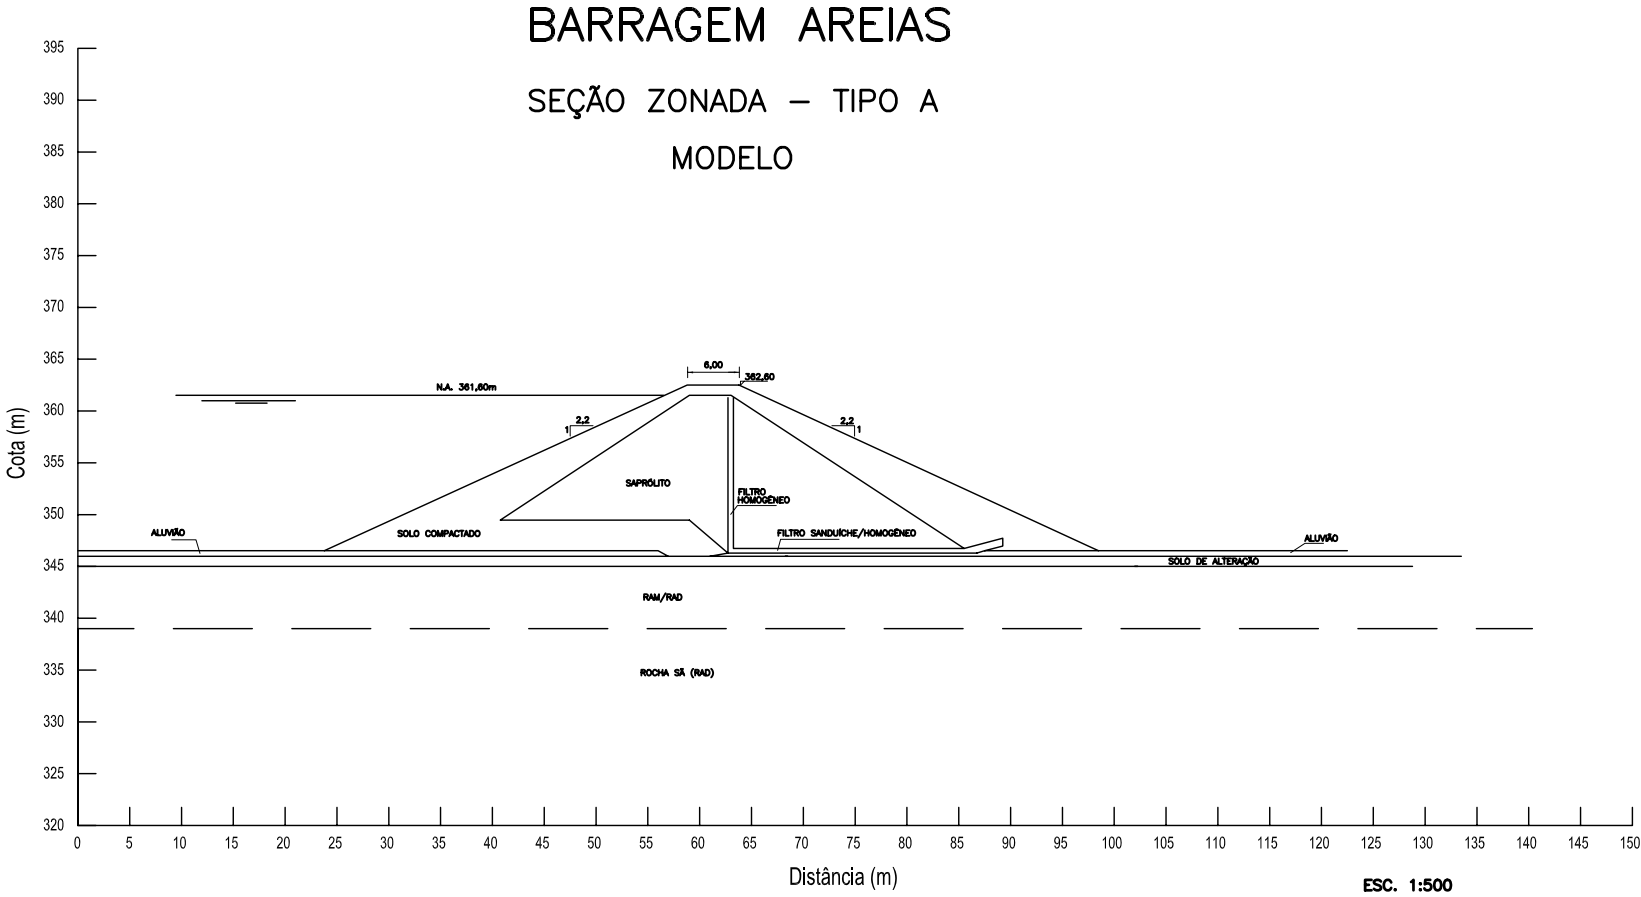 BARRAGEM AREIAS
SEÇÃO ZONADA – TIPO A
MODELO
395
390
385
380
375
370
365
360
355
350
345
340
335
330
325
320
Cota (m)
6,00
362,60
N.A. 361,60m
2,2
1
2,2
1
SAPRÓLITO
FILTRO
HOMOGÊNEO
ALUVIÃO
SOLO COMPACTADO
FILTRO SANDUÍCHE/HOMOGÊNEO
ALUVIÃO
SOLO DE ALTERAÇÃO
RAM/RAD
ROCHA SÃ (RAD)
0 5 10 15 20 25 30 35 40 45 50 55 60 65 70 75 80 85 90 95 100 105 110 115 120 125 130 135 140 145 150
Distância (m)
ESC. 1:500